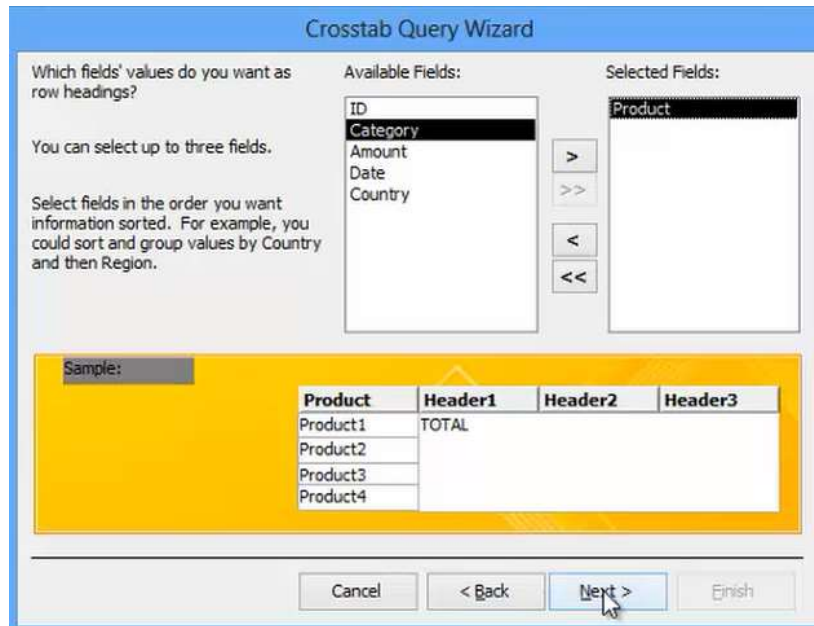 Crosstab Query Wizard
Which fields' values do you want as
row headings?
You can select up to three fields.
Select fields in the order you want
information sorted. For example, you
could sort and group values by Country
and then Region.
Available Fields:
ID
Category
Amount
Date
Country
>
>>
<
<<
Selected Fields:
Product
Sample:
Product Header1 Header2 Header3
Product1 TOTAL
Product2
Product3
Product4
Cancel < Back Next > Finish